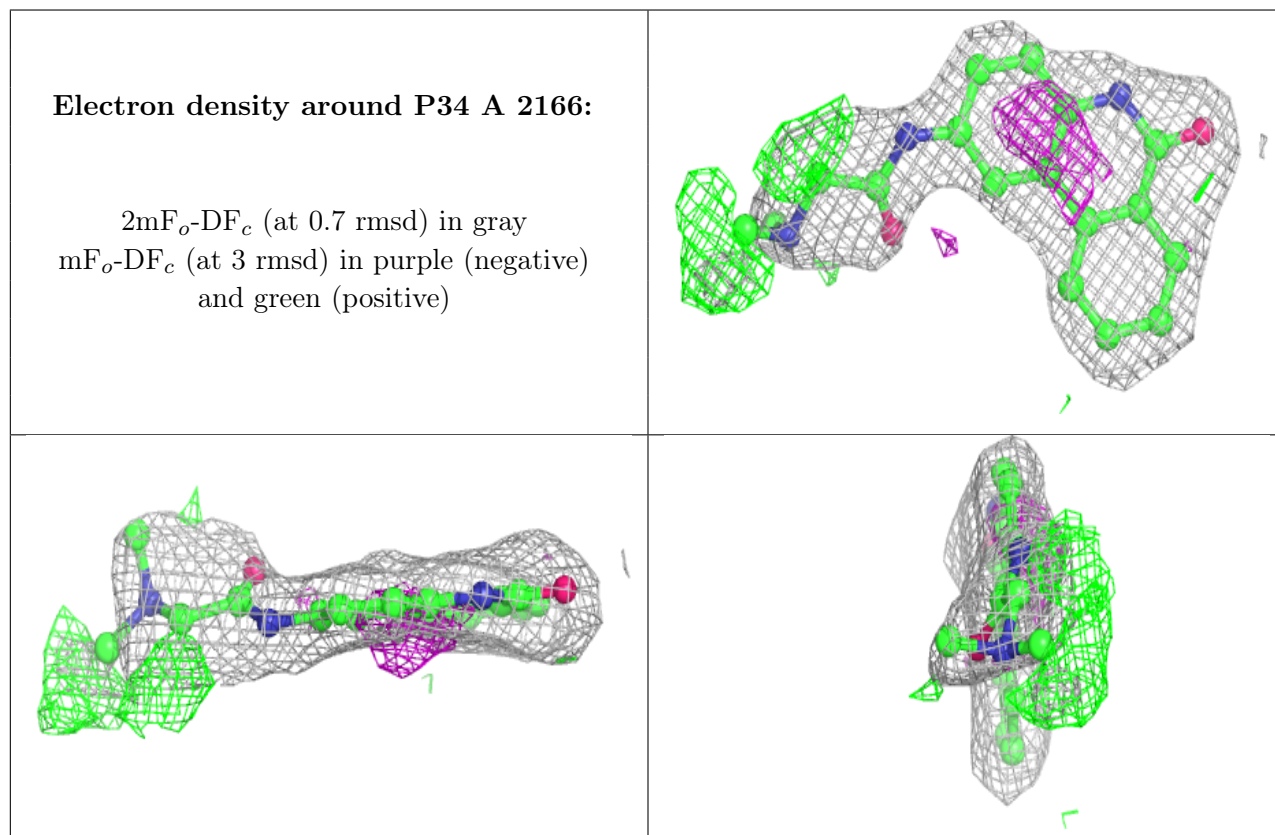 Electron density around P34 A 2166:
2mFo-DFc (at 0.7 rmsd) in gray
mFo-DFc (at 3 rmsd) in purple (negative)
and green (positive)